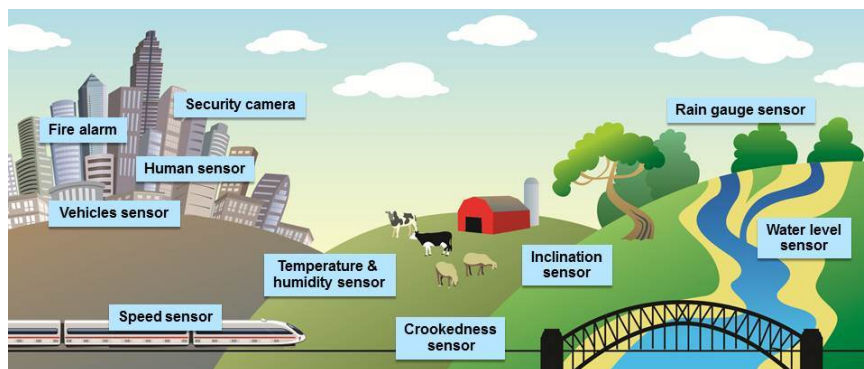 Security camera
Rain gauge sensor
Fire alarm
Human sensor
Vehicles sensor
Water level
sensor
Temperature &
humidity sensor
Inclination
sensor
Speed sensor
Crookedness
sensor